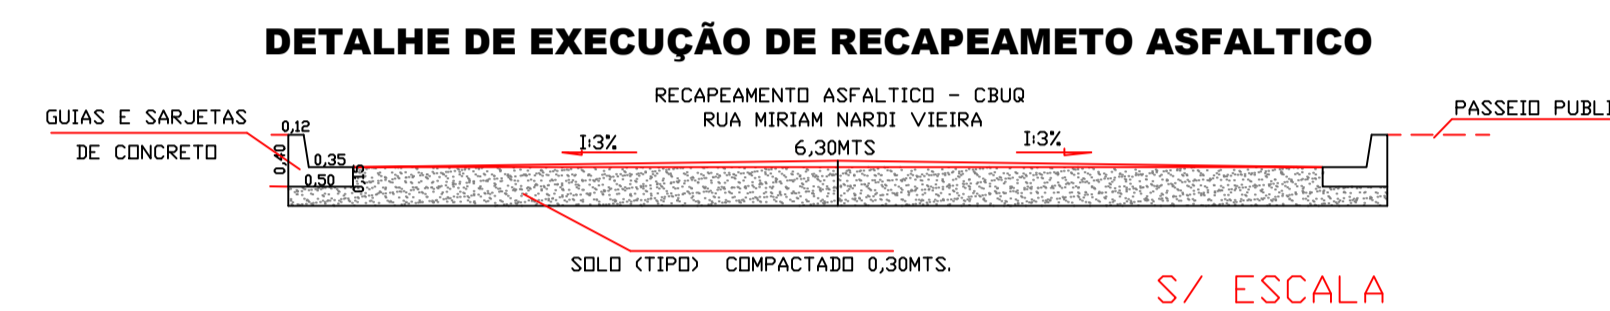 DETALHE DE EXECUÇÃO DE RECAPEAMETO ASFALTICO
RECAPEAMENTO ASFALTICO - CBUQ
RUA MIRIAM NARDI VIEIRA
6,30MTS
GUIAS E SARJETAS
DE CONCRETO
0,12
0,40
0,35
0,50
0,15
I:3%
I:3%
PASSEIO PUBLI
SOLO (TIPO) COMPACTADO 0,30MTS.
S/ ESCALA